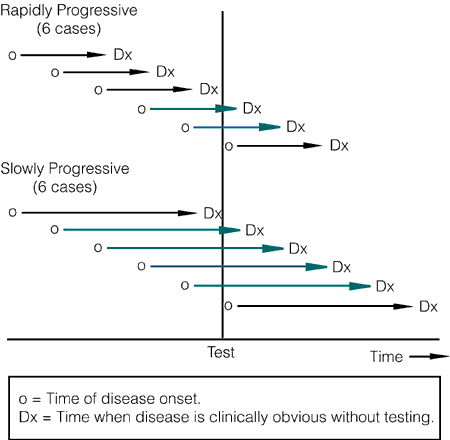 Rapidly Progressive
(6 cases)
o Dx
o Dx
o Dx
o Dx
o Dx
o Dx
Slowly Progressive
(6 cases)
o Dx
o Dx
o Dx
o Dx
o Dx
o Dx
Test
Time
o = Time of disease onset.
Dx = Time when disease is clinically obvious without testing.